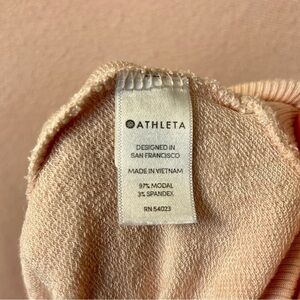 ATHLETA
DESIGNED IN
SAN FRANCISCO
MADE IN VIETNAM
97% MODAL
3% SPANDEX
RN 54023